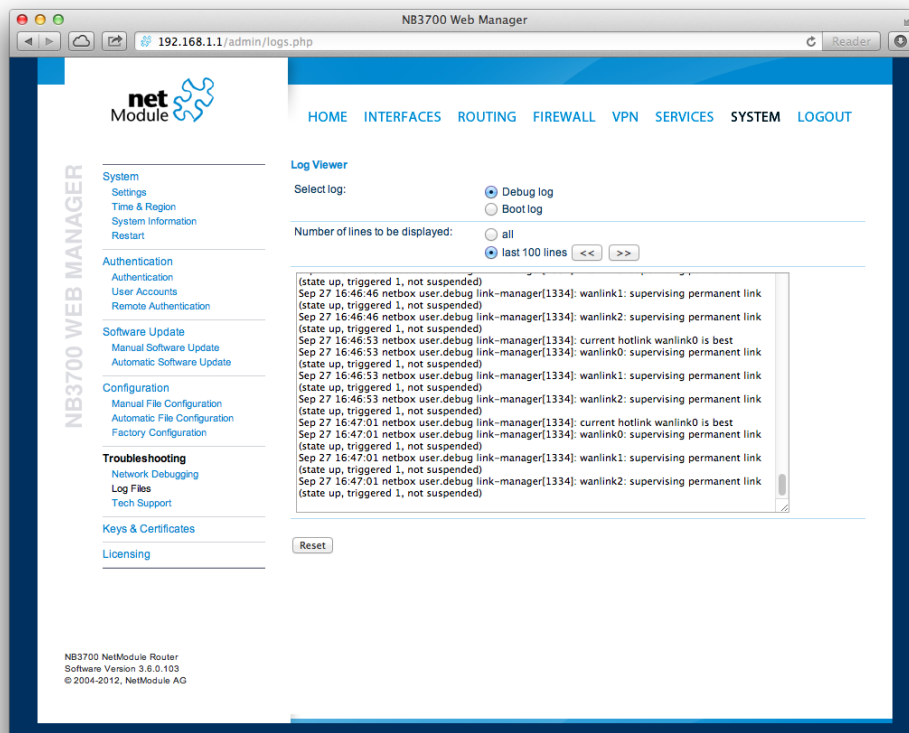 NB3700 Web Manager
192.168.1.1/admin/logs.php
Reader
net
Module
HOME INTERFACES ROUTING FIREWALL VPN SERVICES SYSTEM LOGOUT
NB3700 WEB MANAGER
System
Settings
Time & Region
System Information
Restart
Authentication
Authentication
User Accounts
Remote Authentication
Software Update
Manual Software Update
Automatic Software Update
Configuration
Manual File Configuration
Automatic File Configuration
Factory Configuration
Troubleshooting
Network Debugging
Log Files
Tech Support
Keys & Certificates
Licensing
Log Viewer
Select log:
Debug log
Boot log
Number of lines to be displayed:
all
last 100 lines << >>
(state up, triggered 1, not suspended)
Sep 27 16:46:46 netbox user.debug link-manager[1334]: wanlink1: supervising permanent link
(state up, triggered 1, not suspended)
Sep 27 16:46:46 netbox user.debug link-manager[1334]: wanlink2: supervising permanent link
(state up, triggered 1, not suspended)
Sep 27 16:46:53 netbox user.debug link-manager[1334]: current hotlink wanlink0 is best
Sep 27 16:46:53 netbox user.debug link-manager[1334]: wanlink0: supervising permanent link
(state up, triggered 1, not suspended)
Sep 27 16:46:53 netbox user.debug link-manager[1334]: wanlink1: supervising permanent link
(state up, triggered 1, not suspended)
Sep 27 16:46:53 netbox user.debug link-manager[1334]: wanlink2: supervising permanent link
(state up, triggered 1, not suspended)
Sep 27 16:47:01 netbox user.debug link-manager[1334]: current hotlink wanlink0 is best
Sep 27 16:47:01 netbox user.debug link-manager[1334]: wanlink0: supervising permanent link
(state up, triggered 1, not suspended)
Sep 27 16:47:01 netbox user.debug link-manager[1334]: wanlink1: supervising permanent link
(state up, triggered 1, not suspended)
Sep 27 16:47:01 netbox user.debug link-manager[1334]: wanlink2: supervising permanent link
(state up, triggered 1, not suspended)
Reset
NB3700 NetModule Router
Software Version 3.6.0.103
© 2004-2012, NetModule AG